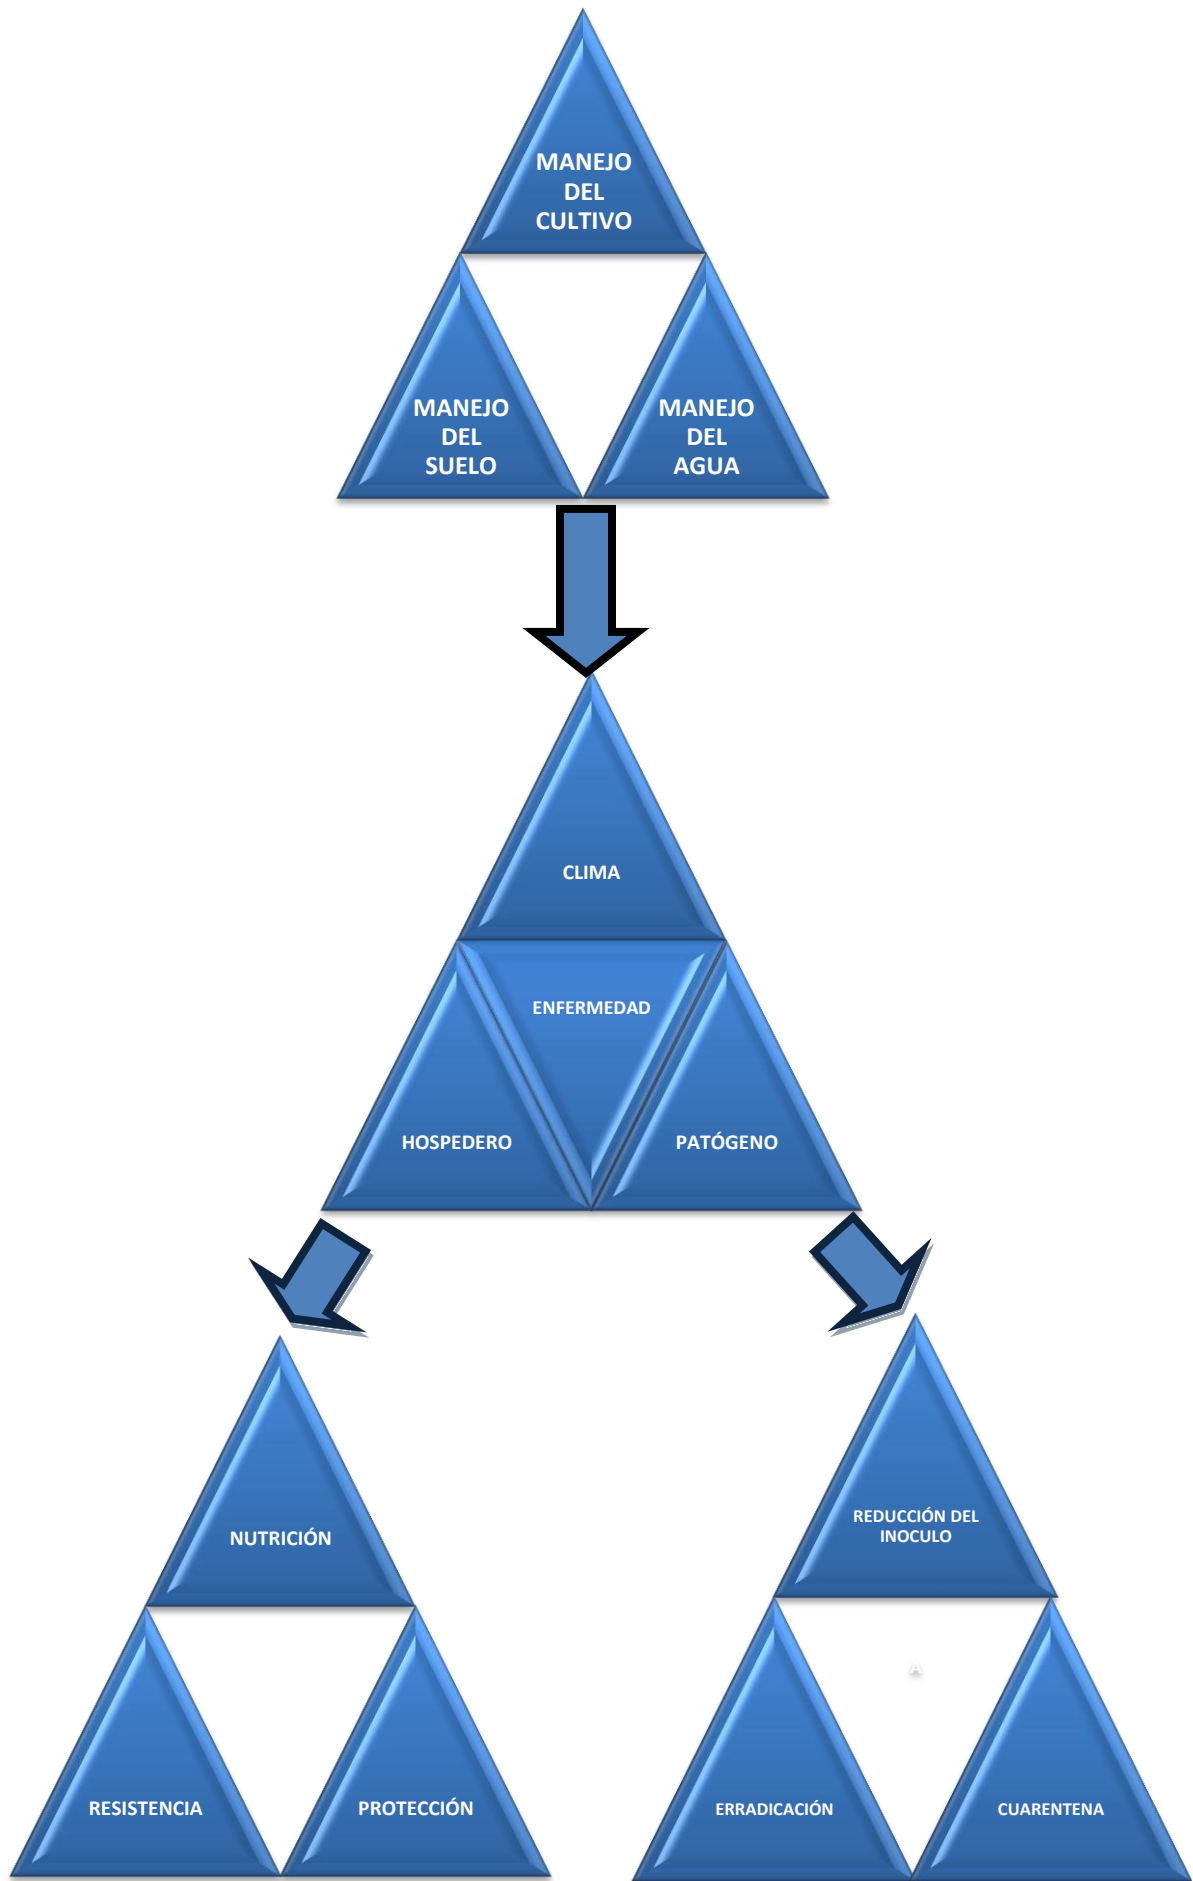 MANEJO
DEL
CULTIVO
MANEJO
DEL
SUELO
MANEJO
DEL
AGUA
CLIMA
ENFERMEDAD
HOSPEDERO
PATÓGENO
NUTRICIÓN
RESISTENCIA
PROTECCIÓN
REDUCCIÓN DEL
INOCULO
A
ERRADICACIÓN
CUARENTENA